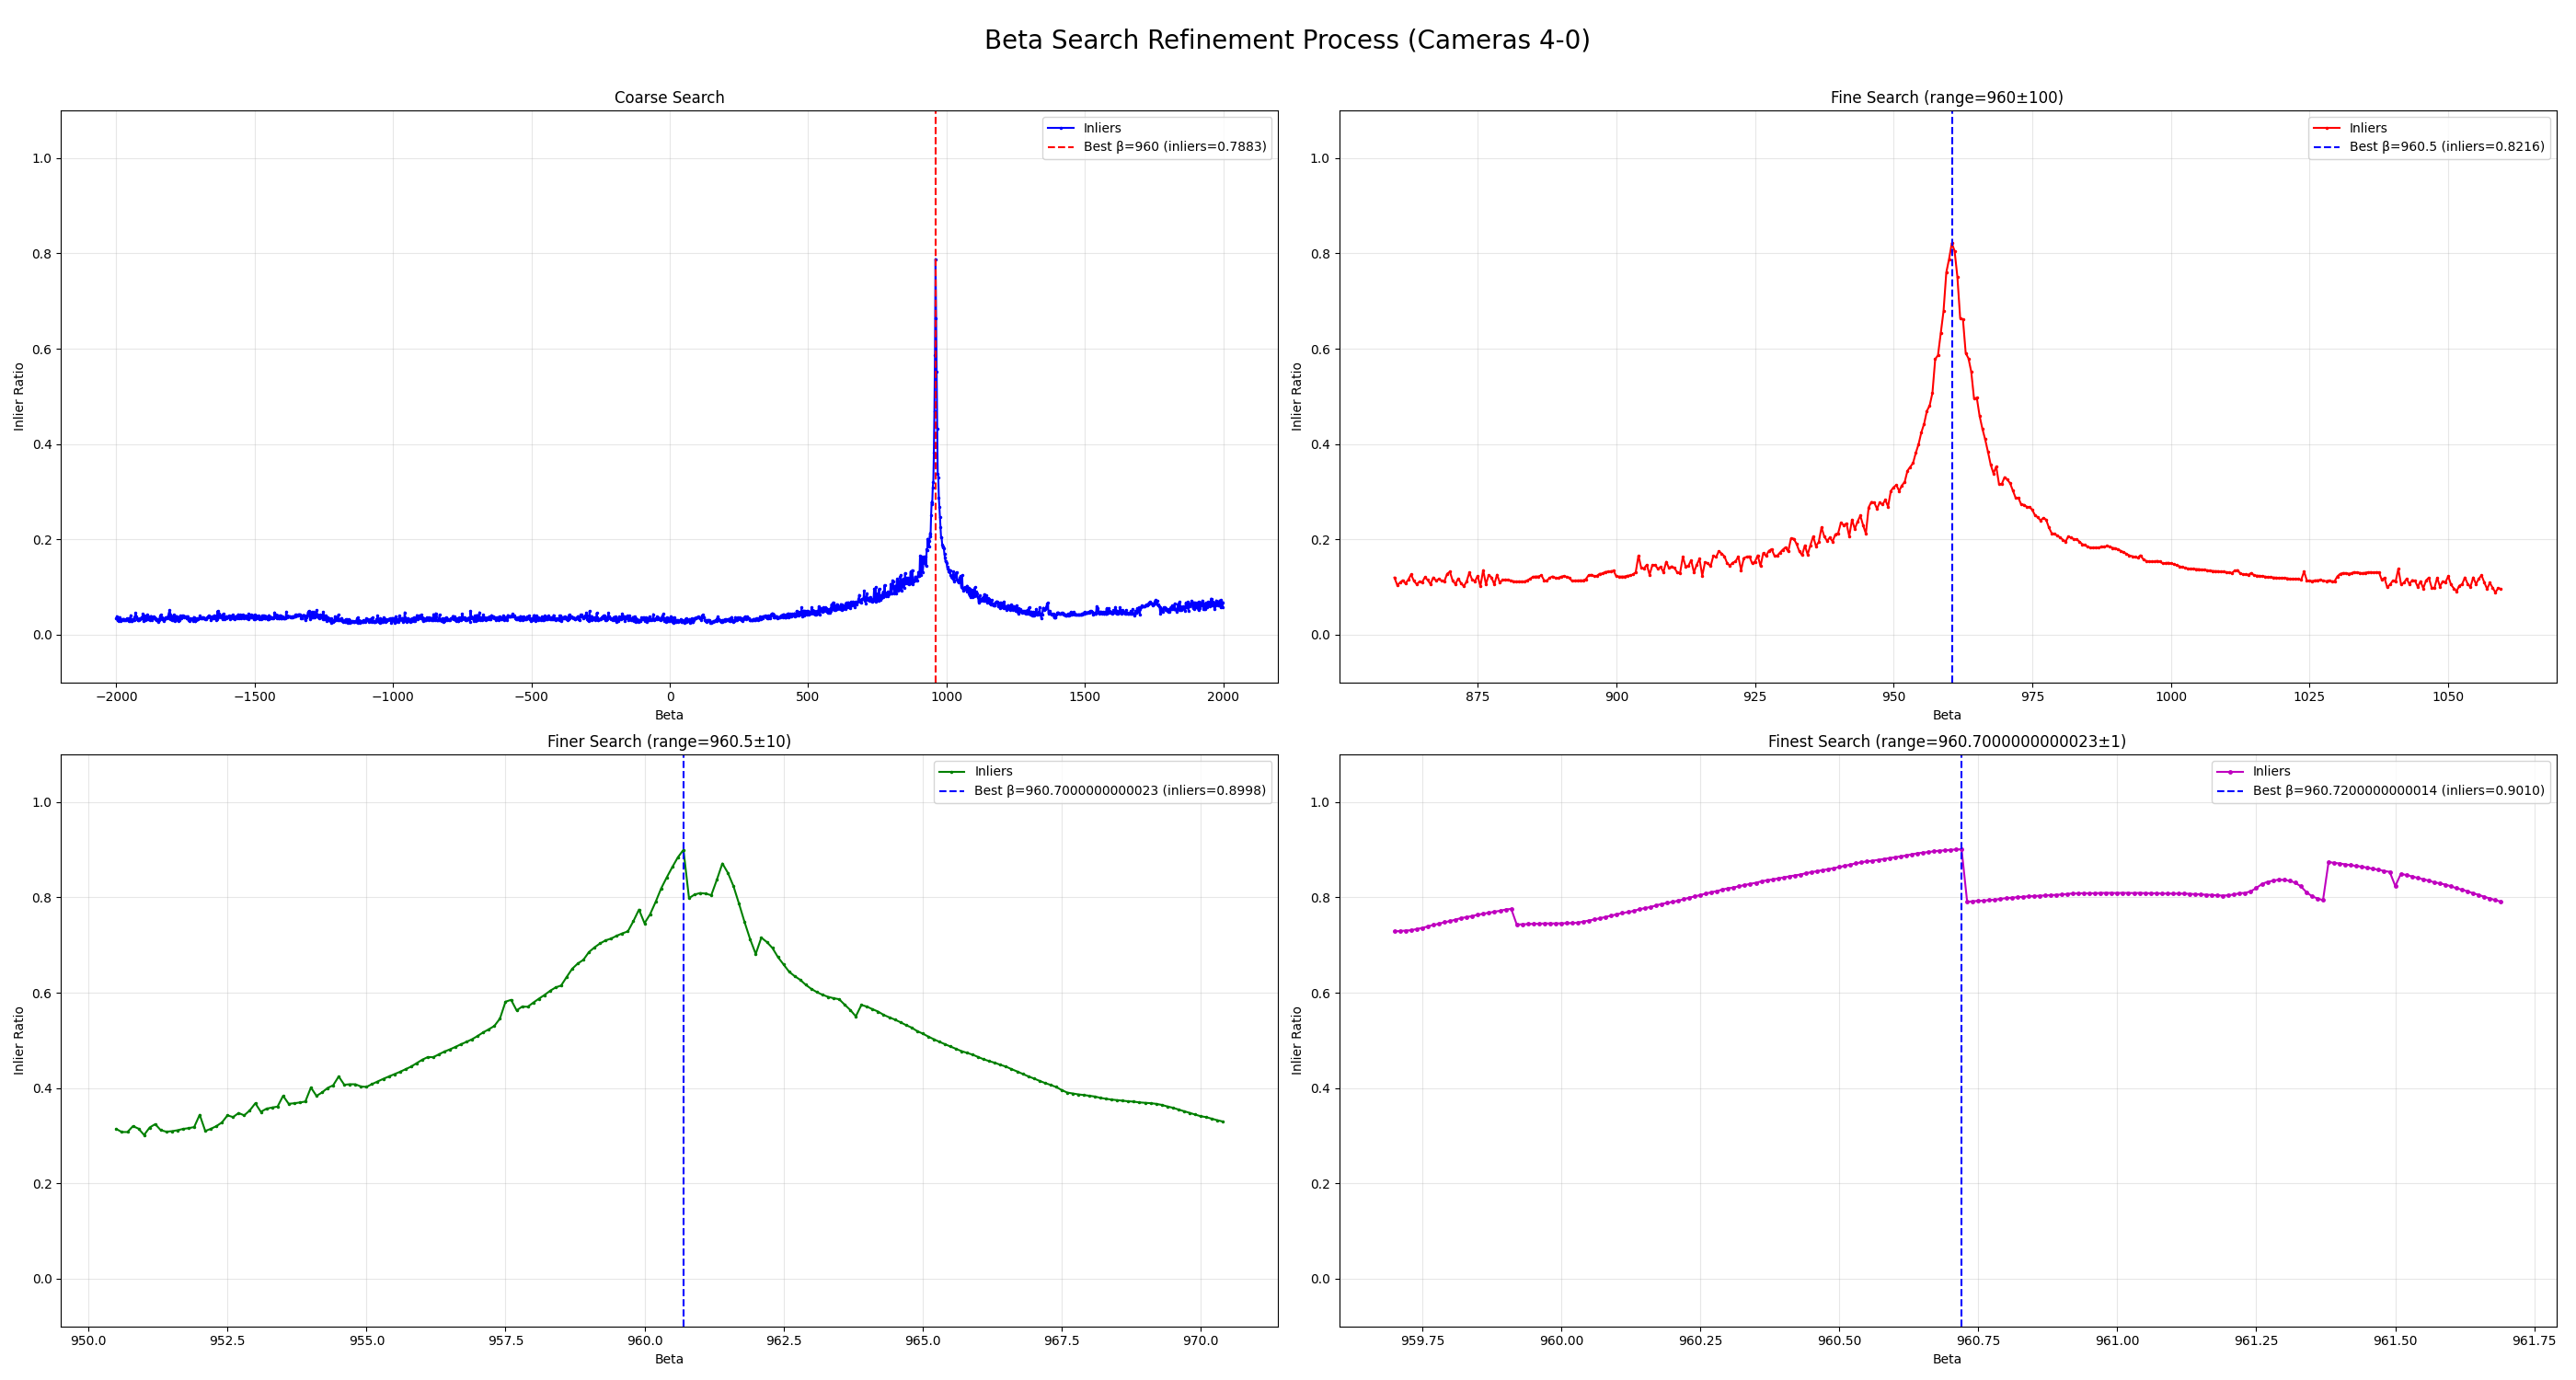 Beta Search Refinement Process (Cameras 4-0)
Coarse Search
Inliers
Best β=960 (inliers=0.7883)
1.0
0.8
0.6
0.4
0.2
0.0
Inlier Ratio
−2000 −1500 −1000 −500 0 500 1000 1500 2000
Beta
Fine Search (range=960±100)
Inliers
Best β=960.5 (inliers=0.8216)
1.0
0.8
0.6
0.4
0.2
0.0
Inlier Ratio
875 900 925 950 975 1000 1025 1050
Beta
Finer Search (range=960.5±10)
Inliers
Best β=960.7000000000023 (inliers=0.8998)
1.0
0.8
0.6
0.4
0.2
0.0
Inlier Ratio
950.0 952.5 955.0 957.5 960.0 962.5 965.0 967.5 970.0
Beta
Finest Search (range=960.7000000000023±1)
Inliers
Best β=960.7200000000014 (inliers=0.9010)
1.0
0.8
0.6
0.4
0.2
0.0
Inlier Ratio
959.75 960.00 960.25 960.50 960.75 961.00 961.25 961.50 961.75
Beta